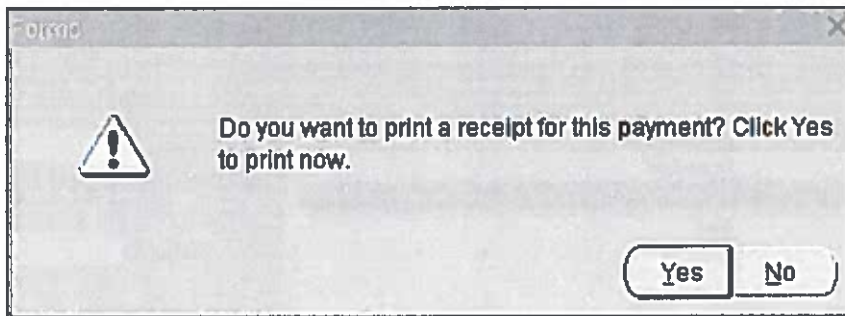 Forms
Do you want to print a receipt for this payment? Click Yes
to print now.
Yes No